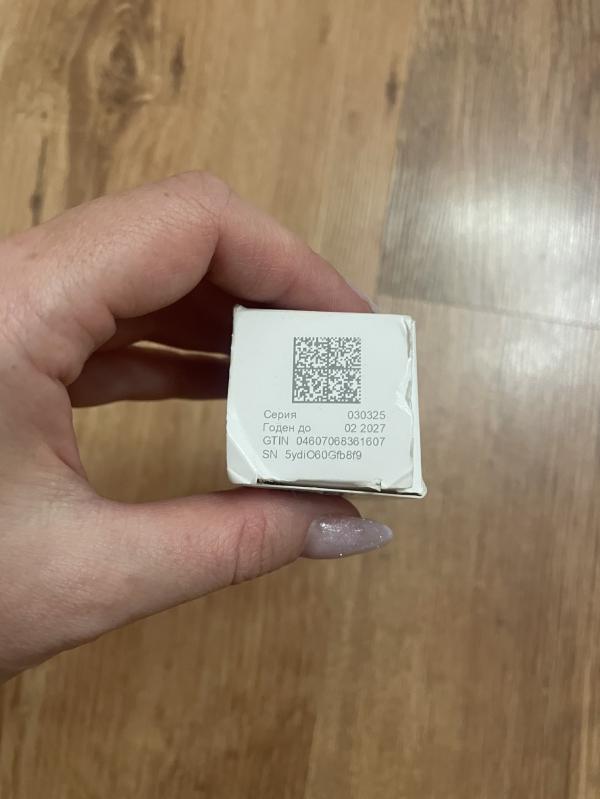 Серия 030325
Годен до 02 2027
GTIN 04607068361607
SN 5ydiO60Gfb8f9